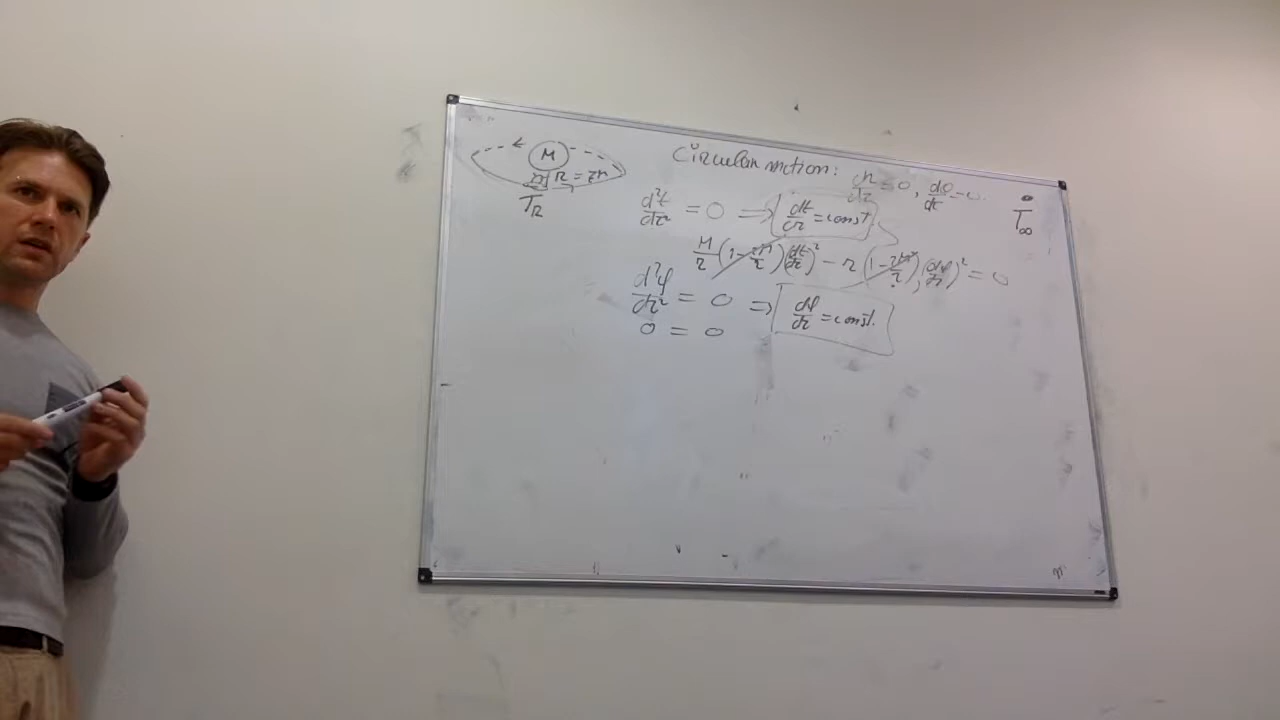 M
R = 7M
T_R
Circular motion: dr/dτ = 0, dθ/dτ = 0.
T_∞
d²t/dτ² = 0 ⇒ dt/dτ = const
M/r² (1 - 2M/r)(dt/dτ)² - r (1 - 2M/r)(dφ/dτ)² = 0
d²φ/dτ² = 0 ⇒ dφ/dτ = const.
0 = 0